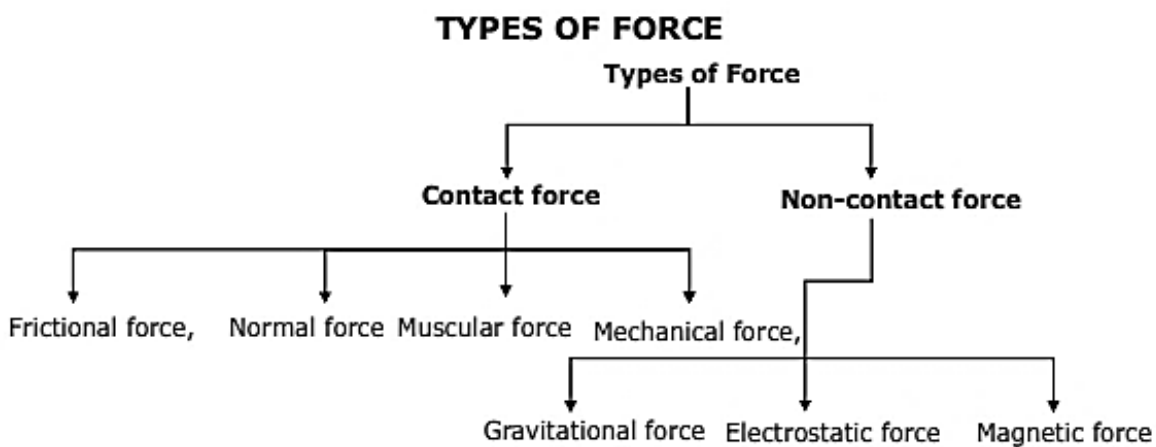 TYPES OF FORCE
Types of Force
Contact force
Non-contact force
Frictional force,
Normal force
Muscular force
Mechanical force,
Gravitational force
Electrostatic force
Magnetic force